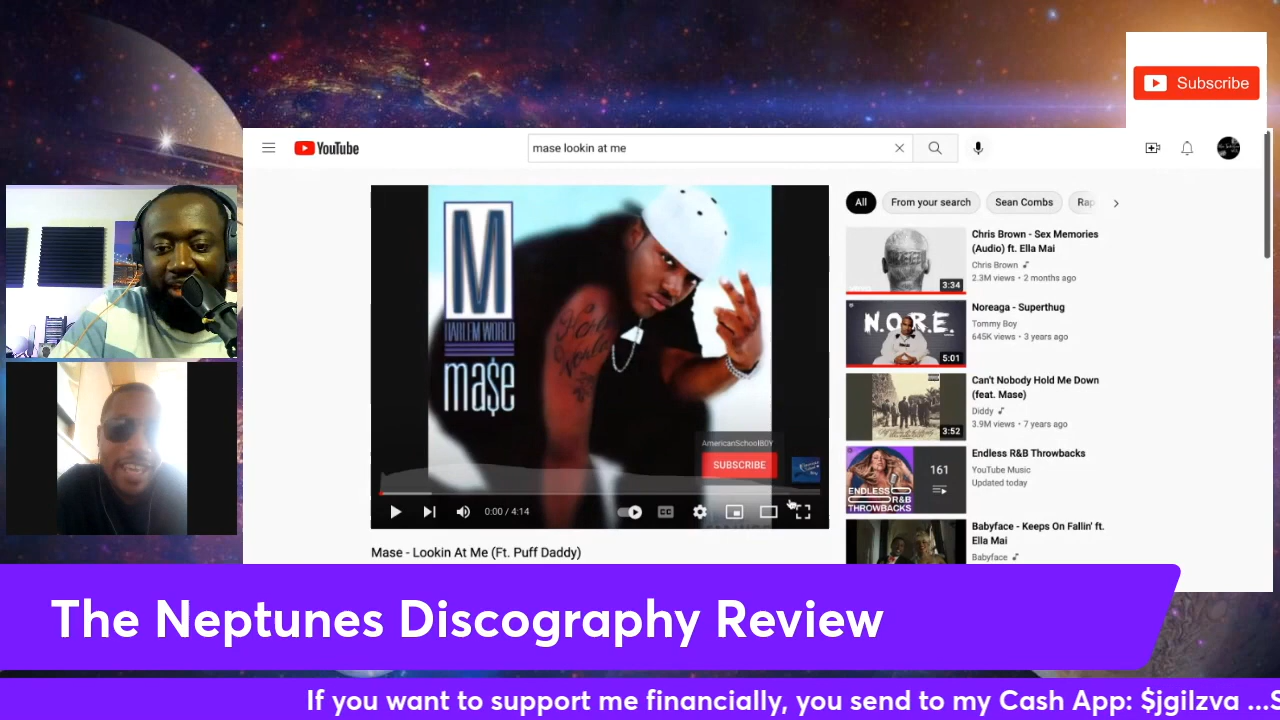 Subscribe
YouTube
mase lookin at me
All
From your search
Sean Combs
Rap
M
HARLEM WORLD
ma$e
AmericanSchoolB0Y
SUBSCRIBE
0:00 / 4:14
CC
Mase - Lookin At Me (Ft. Puff Daddy)
3:34
Chris Brown - Sex Memories
(Audio) ft. Ella Mai
Chris Brown
2.3M views • 2 months ago
N.O.R.E.
5:01
Noreaga - Superthug
Tommy Boy
645K views • 3 years ago
3:52
Can't Nobody Hold Me Down
(feat. Mase)
Diddy
3.9M views • 7 years ago
ENDLESS
R&B
THROWBACKS
161
Endless R&B Throwbacks
YouTube Music
Updated today
Babyface - Keeps On Fallin' ft.
Ella Mai
Babyface
The Neptunes Discography Review
If you want to support me financially, you send to my Cash App: $jgilzva ...S